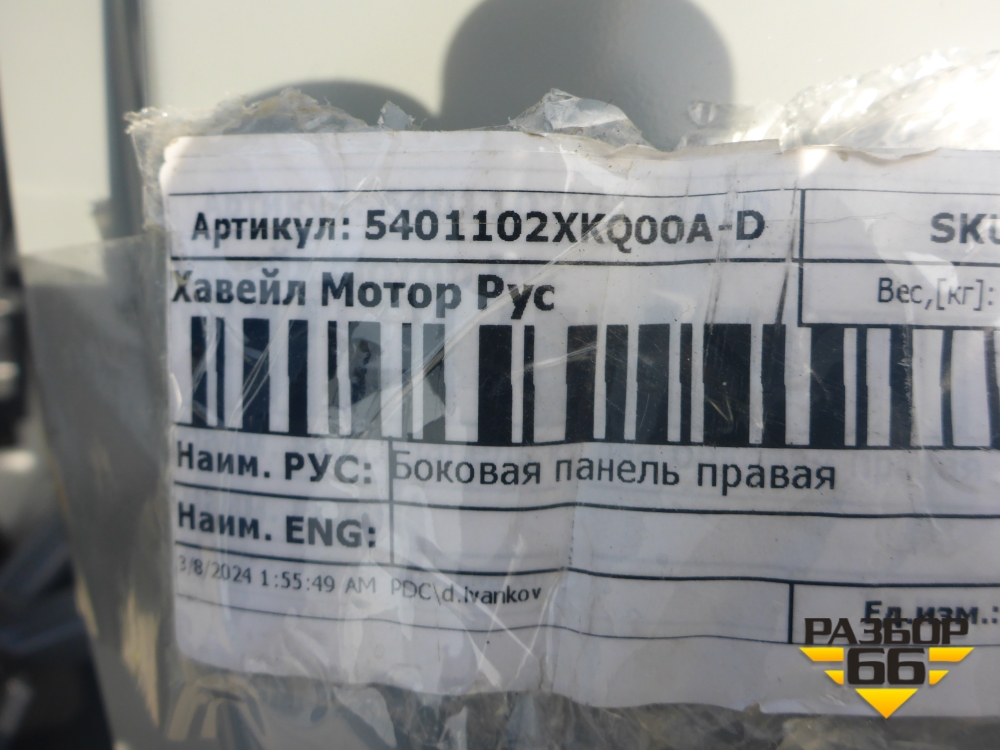 Артикул: 5401102XKQ00A-D
SKU
Хавейл Мотор Рус
Вес,[кг]:
Наим. РУС: Боковая панель правая
Наим. ENG:
3/8/2024 1:55:49 AM PDC\d.Ivankov
Ед.изм.:
РАЗБОР
66